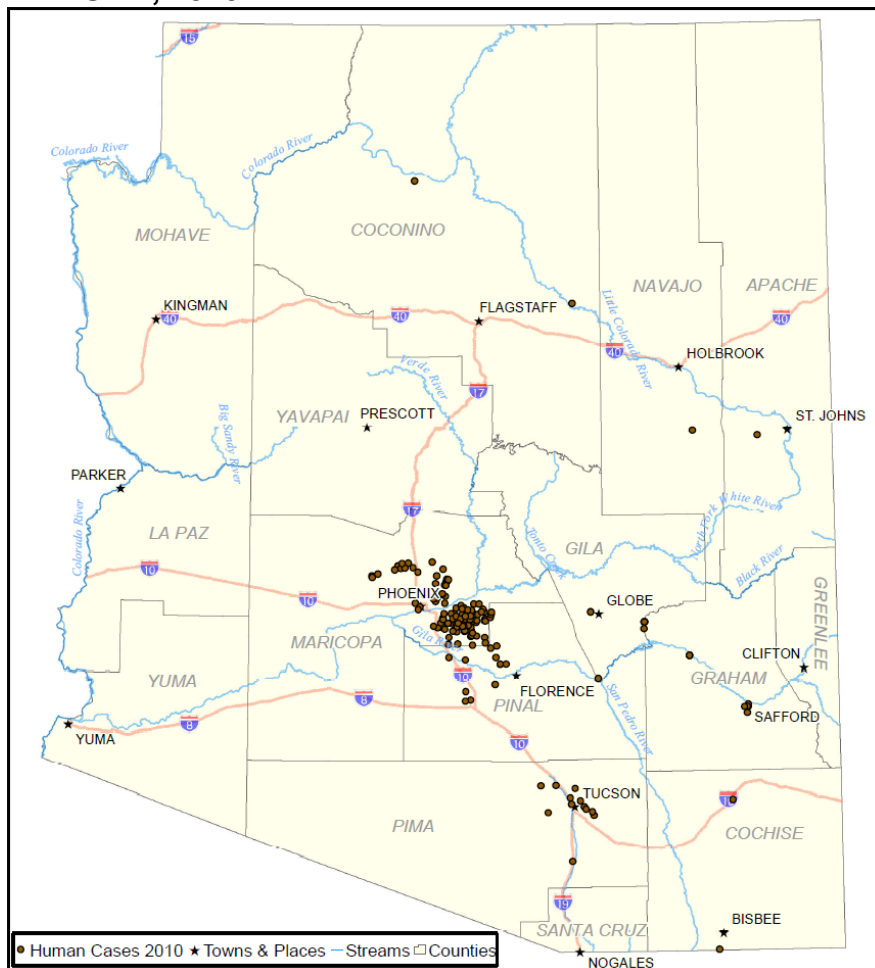 15
Colorado River
Colorado River
MOHAVE
COCONINO
NAVAJO
APACHE
KINGMAN
40
40
FLAGSTAFF
Little Colorado River
40
40
HOLBROOK
Verde River
17
YAVAPAI
PRESCOTT
Big Sandy River
ST. JOHNS
PARKER
Colorado River
17
LA PAZ
North Fork White River
Tonto Creek
GILA
Black River
10
10
PHOENIX
GLOBE
GREENLEE
MARICOPA
Gila River
CLIFTON
YUMA
10
FLORENCE
GRAHAM
PINAL
San Pedro River
8
8
SAFFORD
YUMA
10
TUCSON
PIMA
COCHISE
19
SANTA CRUZ
BISBEE
Human Cases 2010 Towns & Places Streams Counties
NOGALES